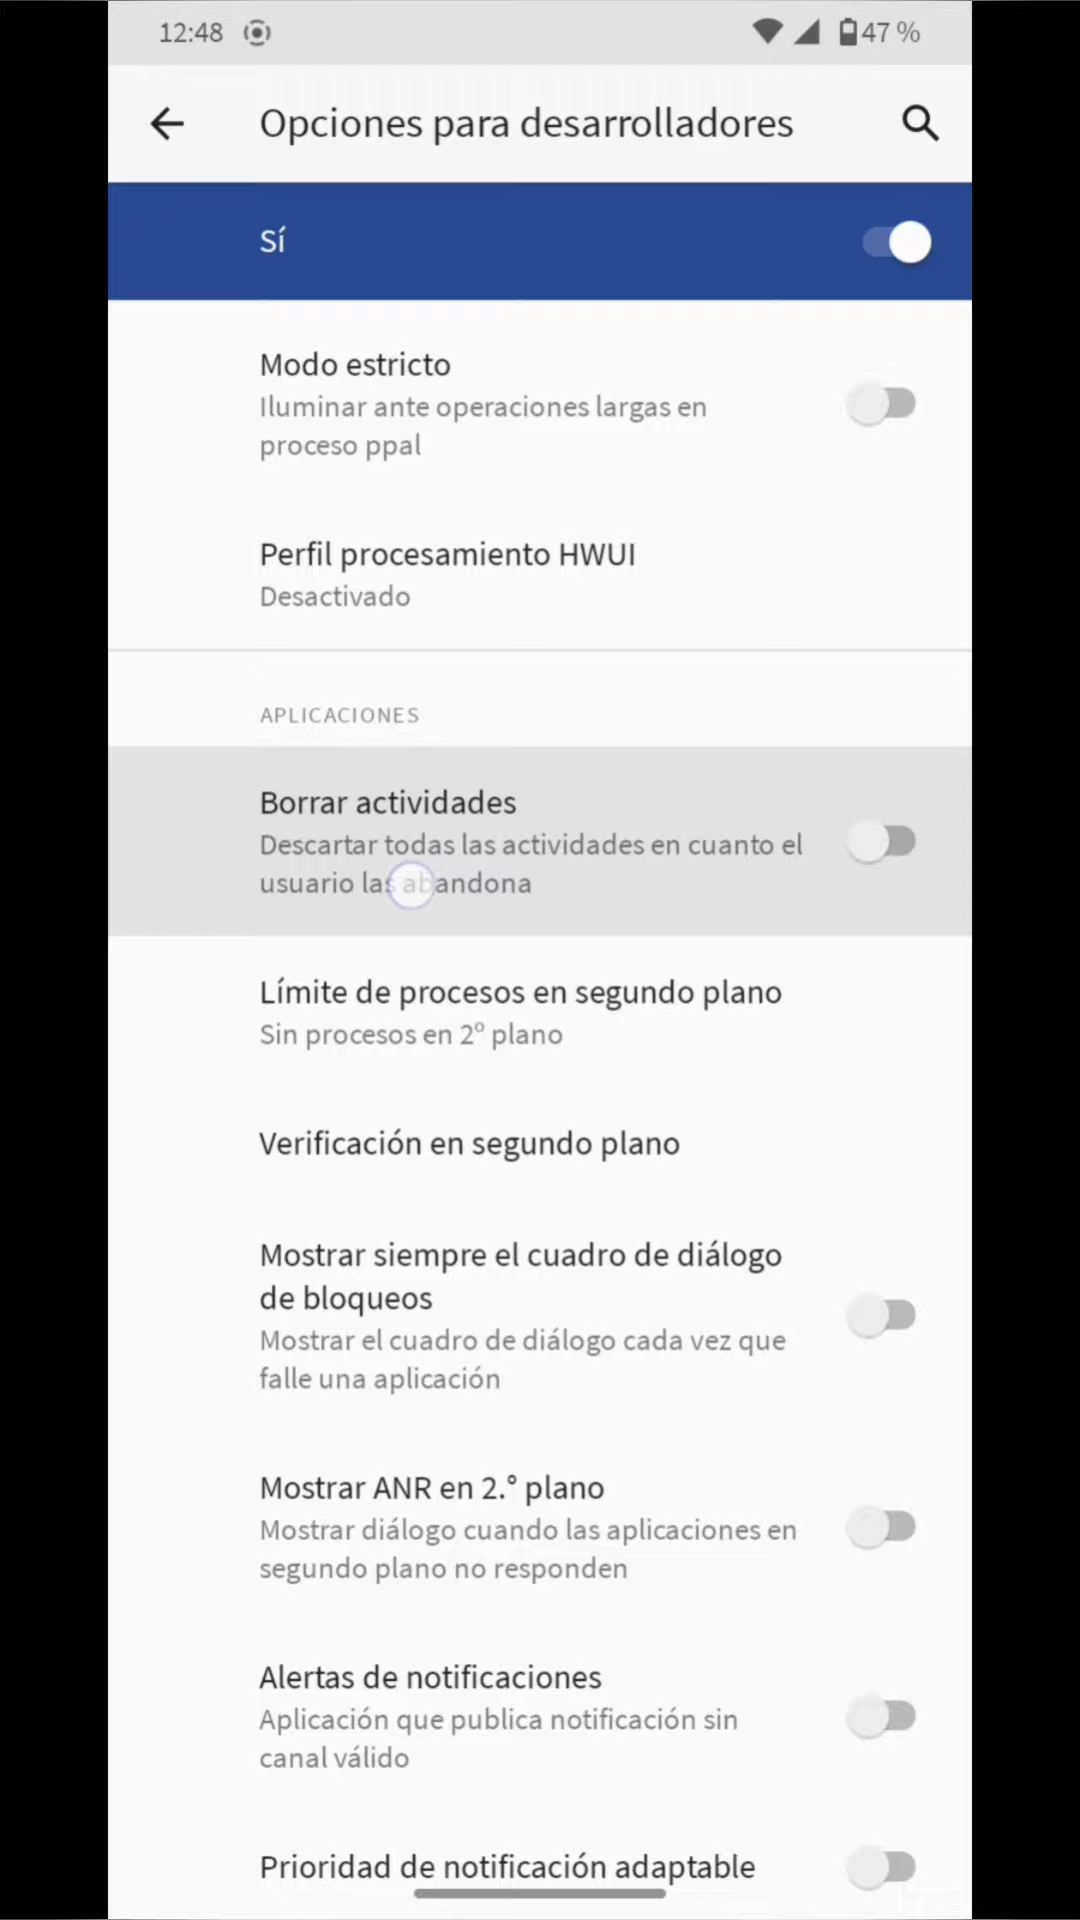 12:48
47 %
Opciones para desarrolladores
Sí
Modo estricto
Iluminar ante operaciones largas en
proceso ppal
Perfil procesamiento HWUI
Desactivado
APLICACIONES
Borrar actividades
Descartar todas las actividades en cuanto el
usuario las abandona
Límite de procesos en segundo plano
Sin procesos en 2º plano
Verificación en segundo plano
Mostrar siempre el cuadro de diálogo
de bloqueos
Mostrar el cuadro de diálogo cada vez que
falle una aplicación
Mostrar ANR en 2.° plano
Mostrar diálogo cuando las aplicaciones en
segundo plano no responden
Alertas de notificaciones
Aplicación que publica notificación sin
canal válido
Prioridad de notificación adaptable